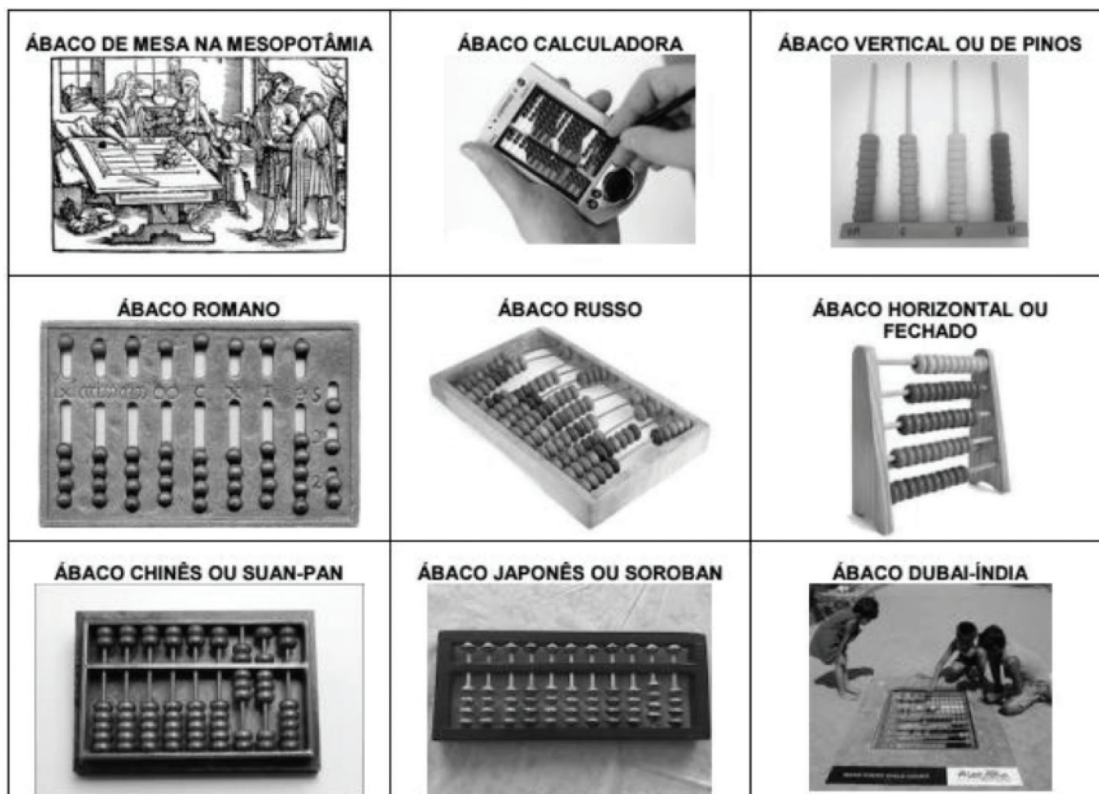 ÁBACO DE MESA NA MESOPOTÂMIA
ÁBACO CALCULADORA
ÁBACO VERTICAL OU DE PINOS
C
U
ÁBACO ROMANO
ÁBACO RUSSO
ÁBACO HORIZONTAL OU
FECHADO
C X I
ÁBACO CHINÊS OU SUAN-PAN
ÁBACO JAPONÊS OU SOROBAN
ÁBACO DUBAI-ÍNDIA